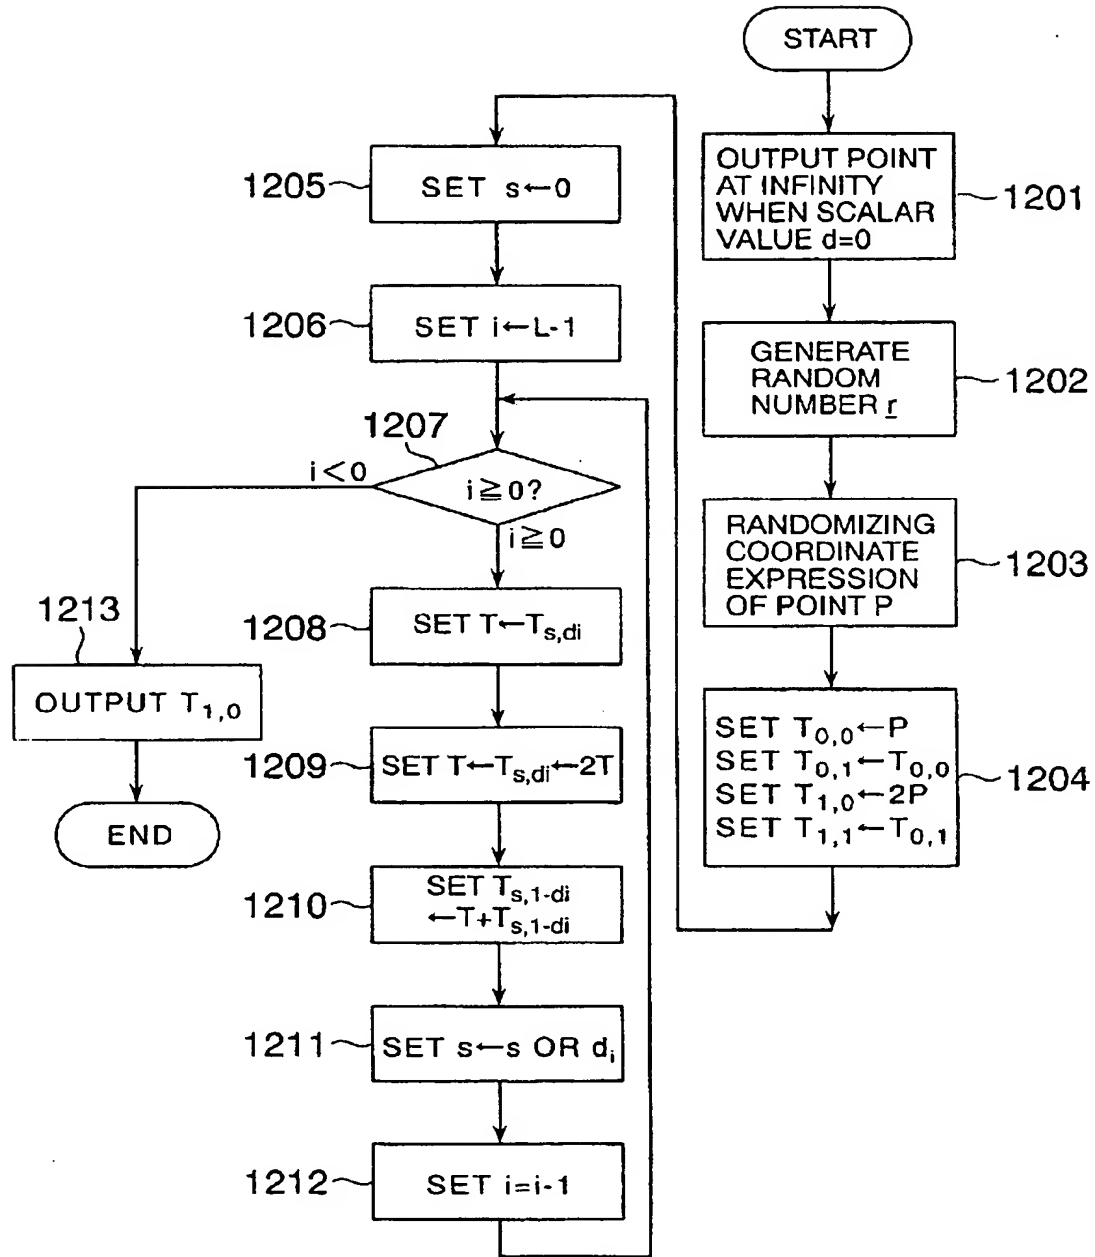 START
OUTPUT POINT
AT INFINITY
WHEN SCALAR
VALUE d=0
1201
GENERATE
RANDOM
NUMBER r
1202
RANDOMIZING
COORDINATE
EXPRESSION
OF POINT P
1203
SET T0,0←P
SET T0,1←T0,0
SET T1,0←2P
SET T1,1←T0,1
1204
1205
SET s←0
1206
SET i←L-1
1207
i<0
i≧0?
i≧0
1208
SET T←Ts,di
1209
SET T←Ts,di←2T
1210
SET Ts,1-di
←T+Ts,1-di
1211
SET s←s OR di
1212
SET i=i-1
1213
OUTPUT T1,0
END